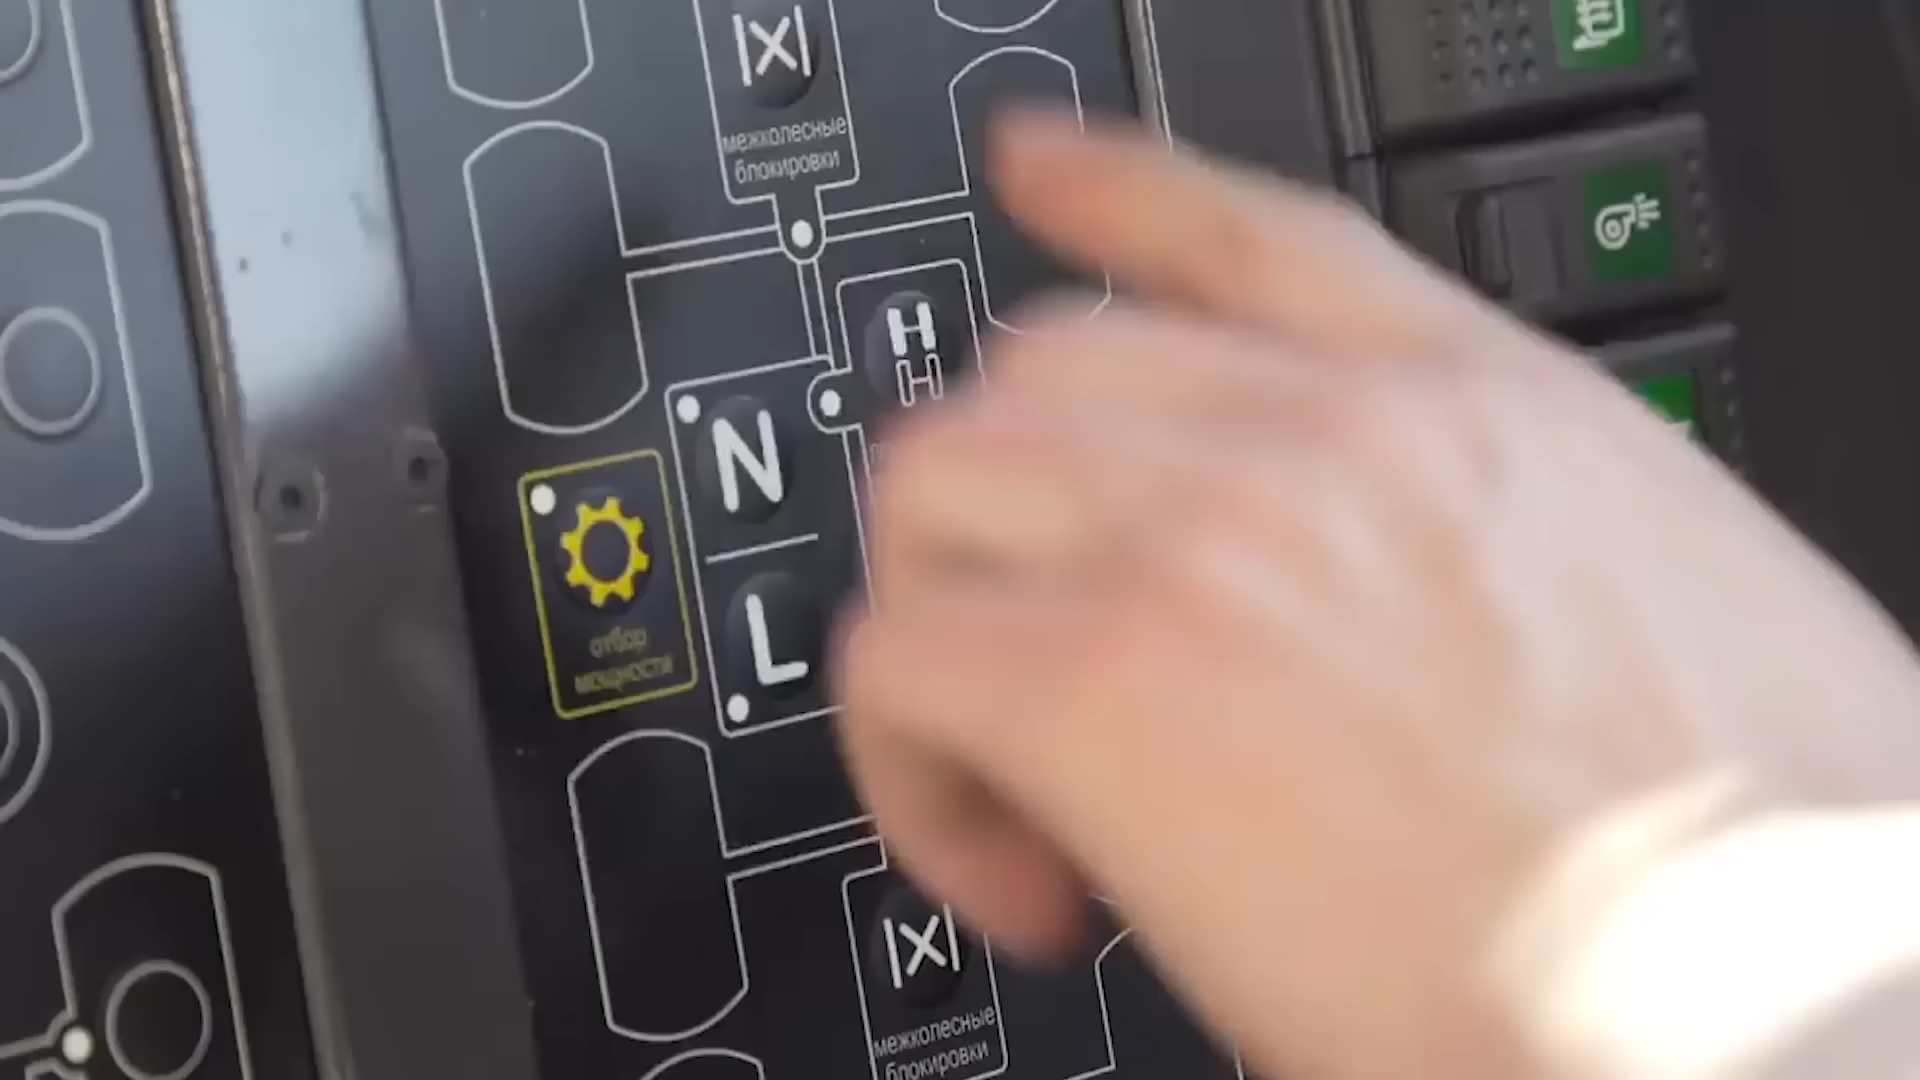 |X|
межколесные
блокировки
H
H
N
L
отбор
мощности
|X|
межколесные
блокировки